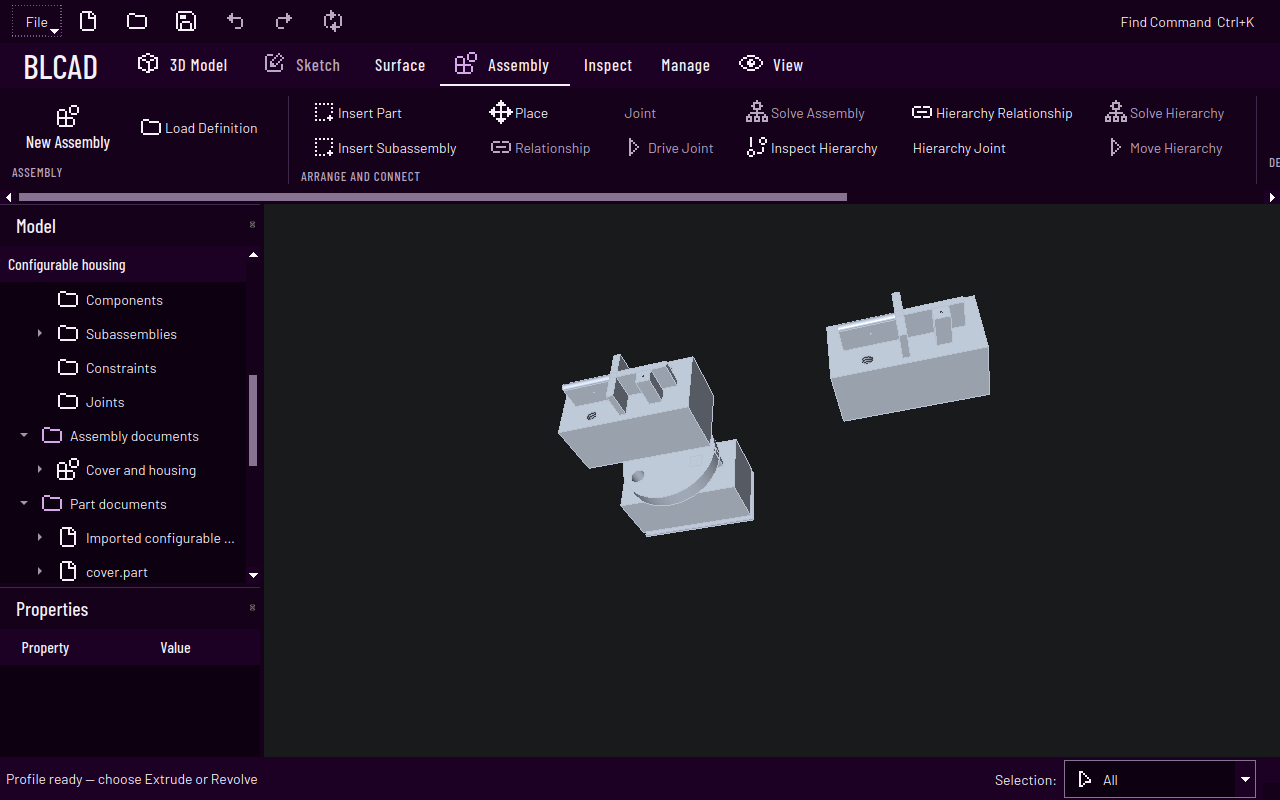 File
Find Command Ctrl+K
BLCAD
3D Model
Sketch
Surface
Assembly
Inspect
Manage
View
New Assembly
Load Definition
ASSEMBLY
Insert Part
Place
Joint
Solve Assembly
Hierarchy Relationship
Solve Hierarchy
Insert Subassembly
Relationship
Drive Joint
Inspect Hierarchy
Hierarchy Joint
Move Hierarchy
ARRANGE AND CONNECT
DE
Model
Configurable housing
Components
Subassemblies
Constraints
Joints
Assembly documents
Cover and housing
Part documents
Imported configurable ...
cover.part
Properties
Property Value
Profile ready — choose Extrude or Revolve
Selection:
All